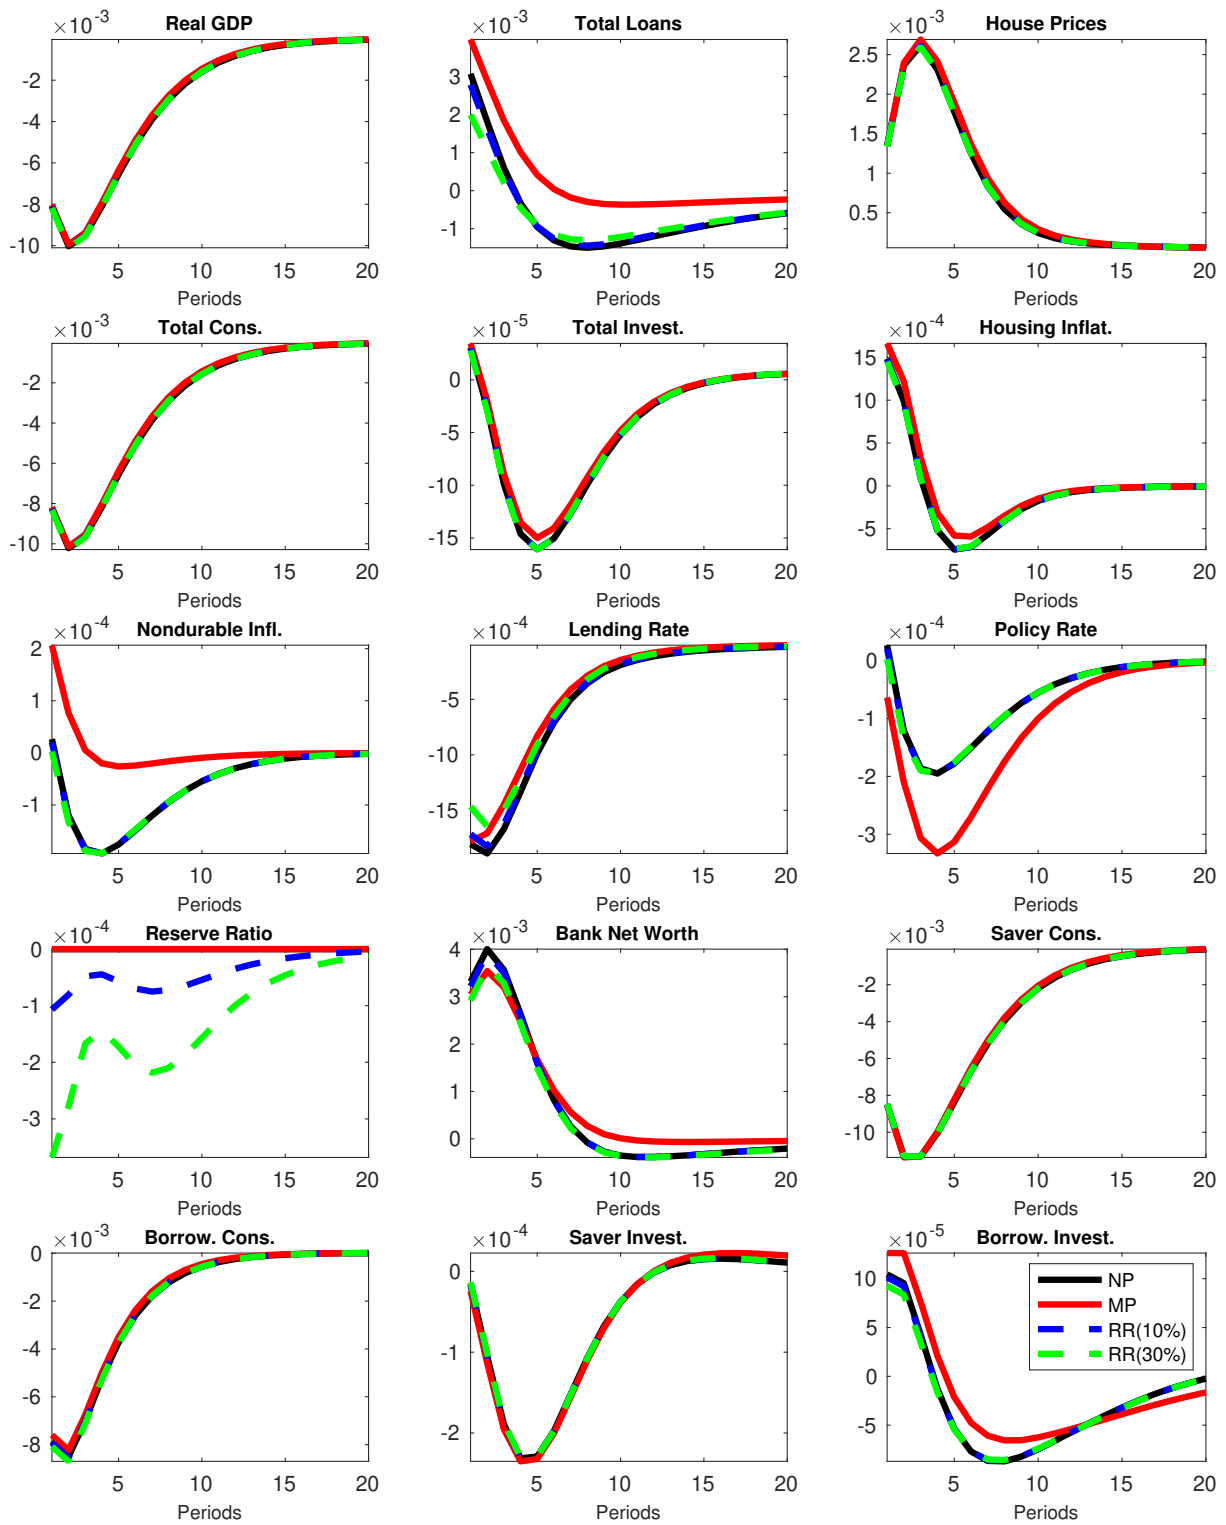 Real GDP
×10-3
-2
-4
-6
-8
-10
5 10 15 20
Periods
Total Loans
×10-3
3
2
1
0
-1
5 10 15 20
Periods
House Prices
×10-3
2.5
2
1.5
1
0.5
5 10 15 20
Periods
Total Cons.
×10-3
-2
-4
-6
-8
-10
5 10 15 20
Periods
Total Invest.
×10-5
0
-5
-10
-15
5 10 15 20
Periods
Housing Inflat.
×10-4
15
10
5
0
-5
5 10 15 20
Periods
Nondurable Infl.
×10-4
2
1
0
-1
5 10 15 20
Periods
Lending Rate
×10-4
-5
-10
-15
5 10 15 20
Periods
Policy Rate
×10-4
0
-1
-2
-3
5 10 15 20
Periods
Reserve Ratio
×10-4
0
-1
-2
-3
5 10 15 20
Periods
Bank Net Worth
×10-3
4
3
2
1
0
5 10 15 20
Periods
Saver Cons.
×10-3
-2
-4
-6
-8
-10
5 10 15 20
Periods
Borrow. Cons.
×10-3
0
-2
-4
-6
-8
5 10 15 20
Periods
Saver Invest.
×10-4
0
-1
-2
5 10 15 20
Periods
Borrow. Invest.
×10-5
10
5
0
-5
5 10 15 20
Periods
NP
MP
RR(10%)
RR(30%)